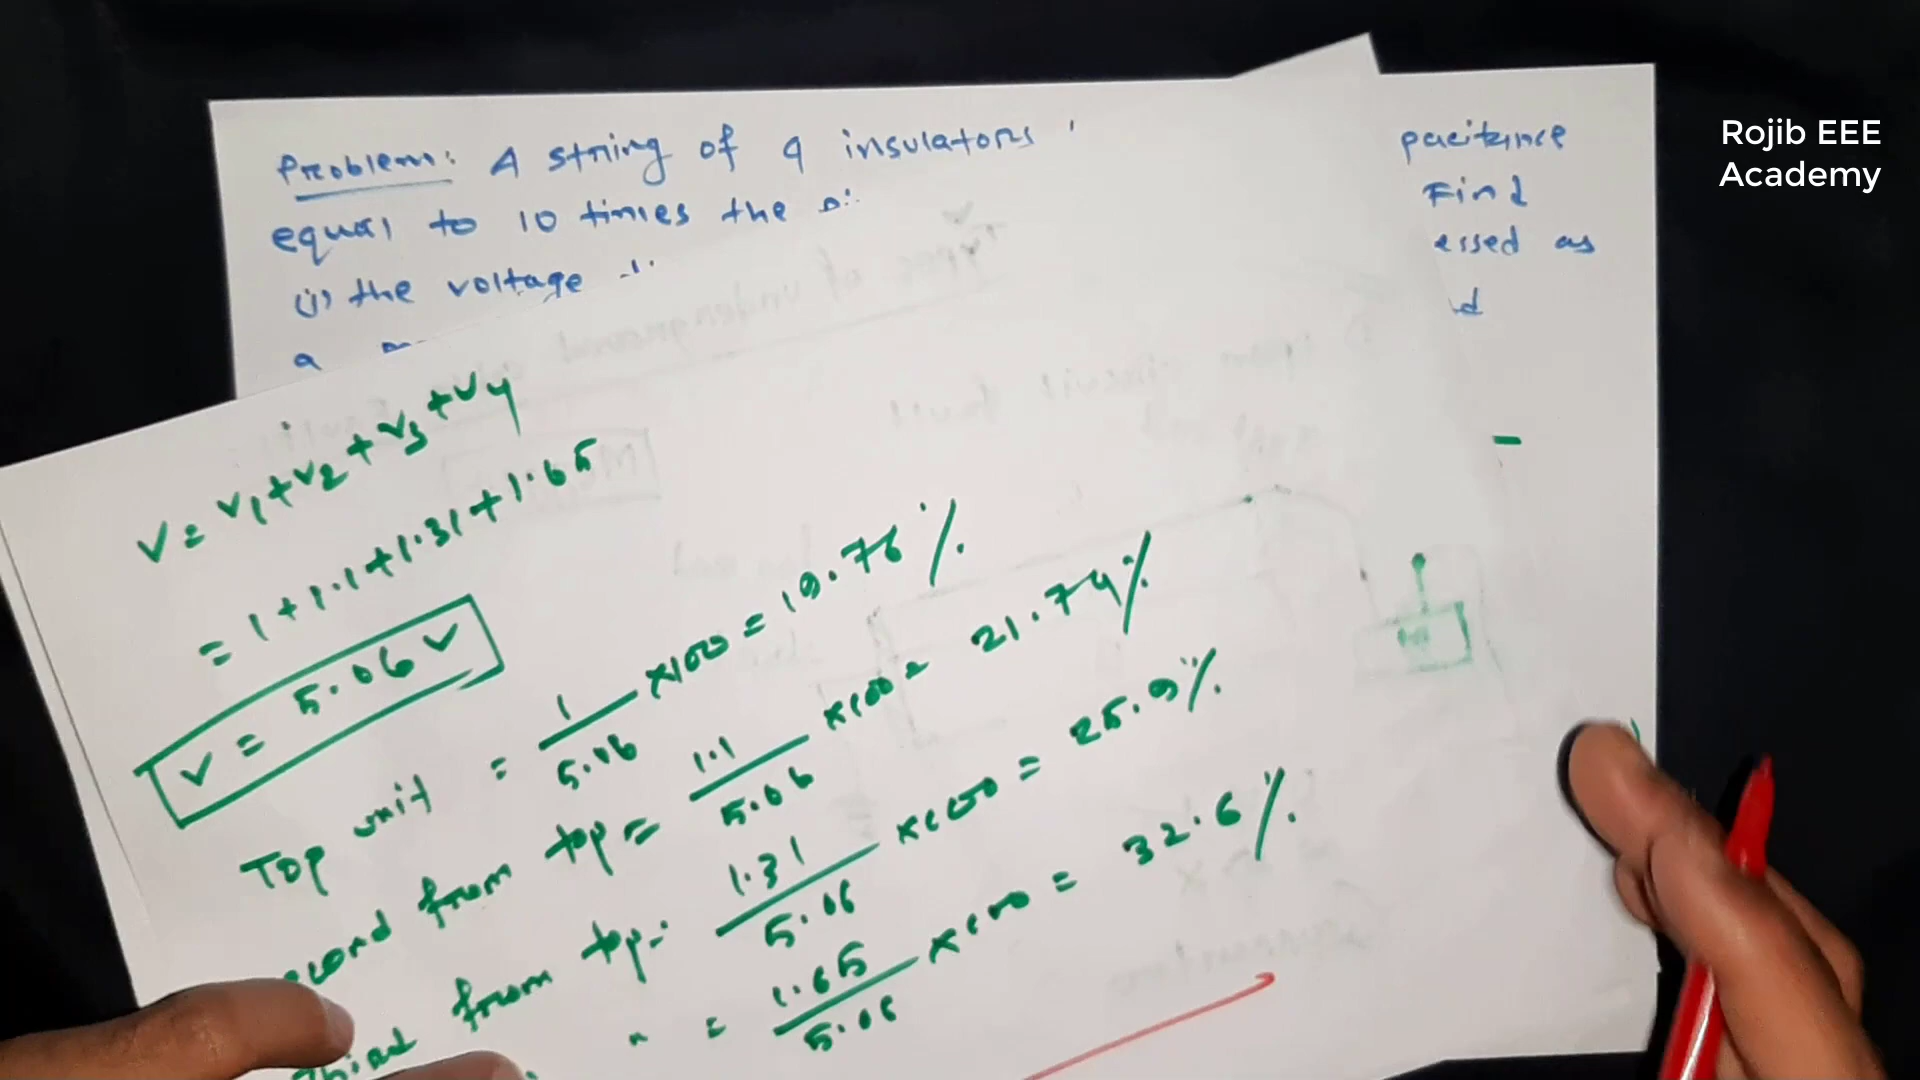 Rojib EEE
Academy
Problem: A string of 4 insulators
pacitance
equal to 10 times the
Find
(i) the voltage
essed as
a
d
V = V1+V2+V3+V4
= 1+1.1+1.31+1.65
V = 5.06 V
Top unit = 1/5.06 ×100 = 19.76%
econd from top = 1.1/5.06 ×100 = 21.74%
Third from top = 1.31/5.06 ×100 = 25.9%
" = 1.65/5.06 ×100 = 32.6%